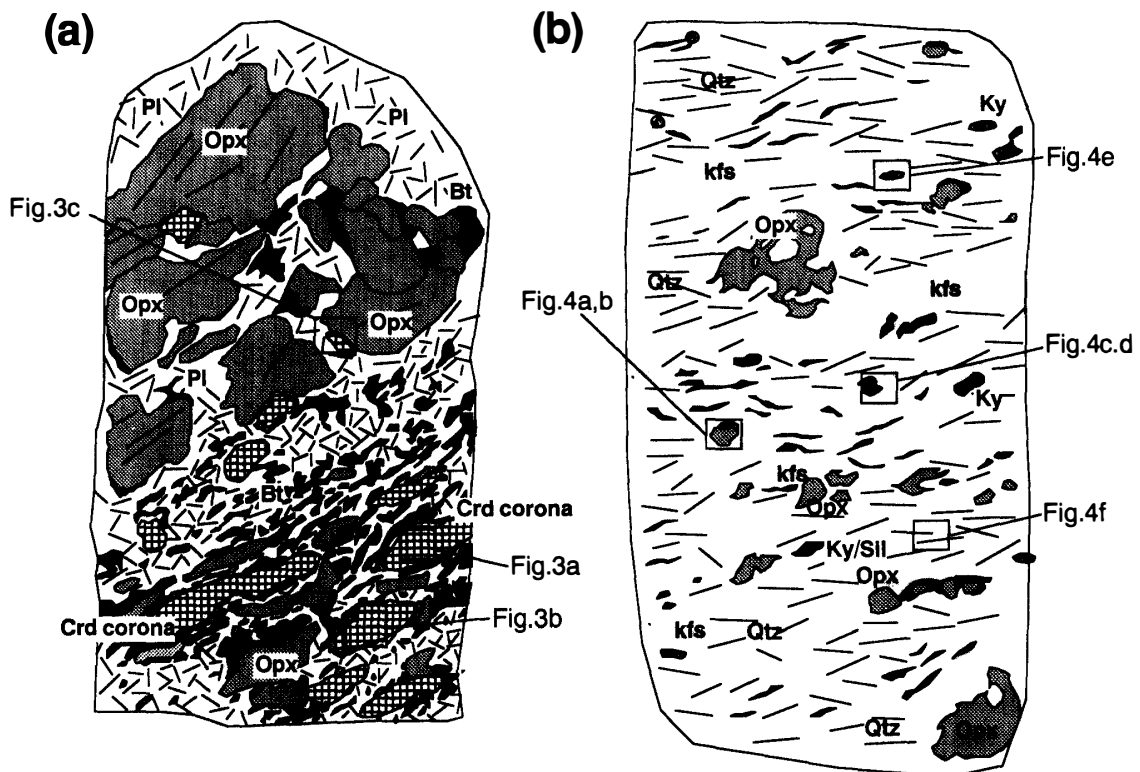 (a)
Pl
Pl
Opx
Bt
Fig.3c
Opx
Opx
Pl
Bt
Crd corona
Fig.3a
Crd corona
Fig.3b
Opx
(b)
Qtz
Ky
kfs
Fig.4e
Opx
Qtz
kfs
Fig.4a,b
Fig.4c.d
Ky
kfs
Opx
Fig.4f
Ky/Sll
Opx
kfs
Qtz
Qtz
Opx